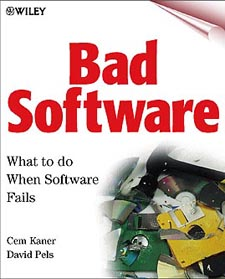 WILEY
Bad
Software
What to do
When Software
Fails
Cem Kaner
David Pels